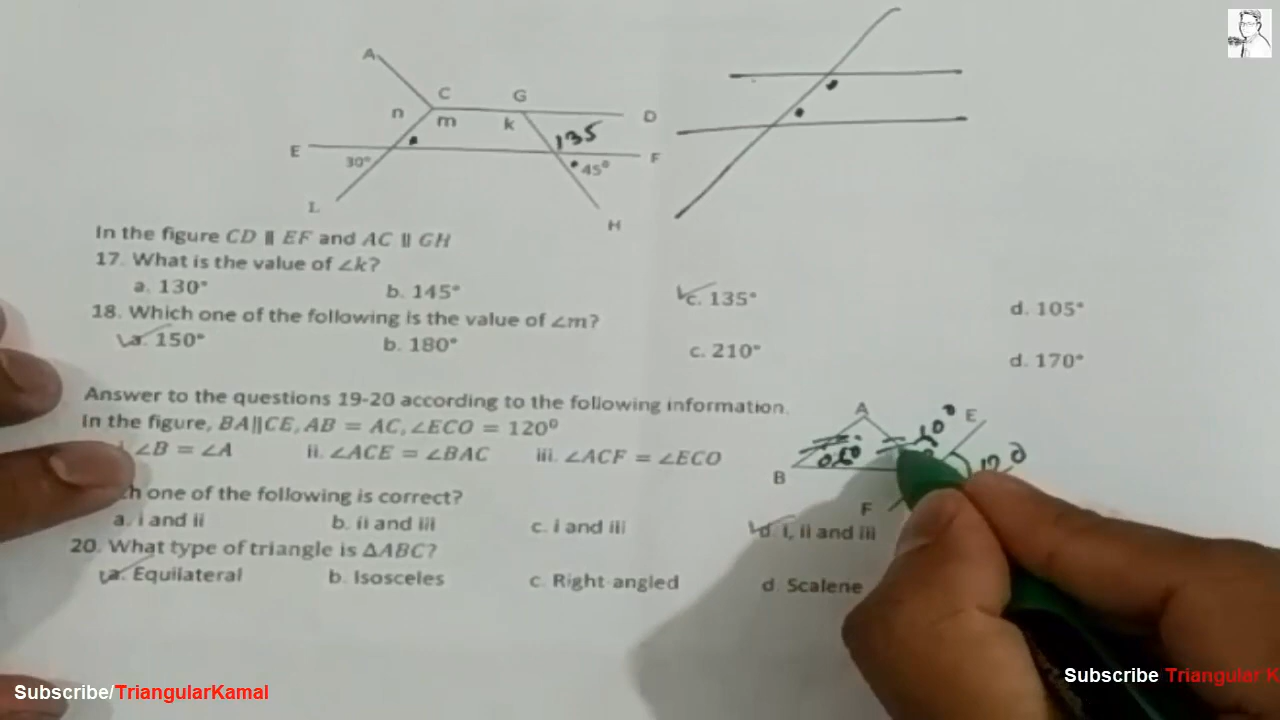 A
C
G
n
m
k
D
135
E
30°
45°
F
L
H
In the figure CD ∥ EF and AC ∥ GH
17. What is the value of ∠k?
a. 130°
b. 145°
c. 135°
d. 105°
18. Which one of the following is the value of ∠m?
a. 150°
b. 180°
c. 210°
d. 170°
Answer to the questions 19-20 according to the following information.
In the figure, BA∥CE, AB = AC, ∠ECO = 120⁰
∠B = ∠A
ii. ∠ACE = ∠BAC
iii. ∠ACF = ∠ECO
A
E
B
F
one of the following is correct?
a. i and ii
b. ii and iii
c. i and iii
d. i, ii and iii
20. What type of triangle is ΔABC?
a. Equilateral
b. Isosceles
c. Right angled
d. Scalene
Subscribe/TriangularKamal
Subscribe Triangular K